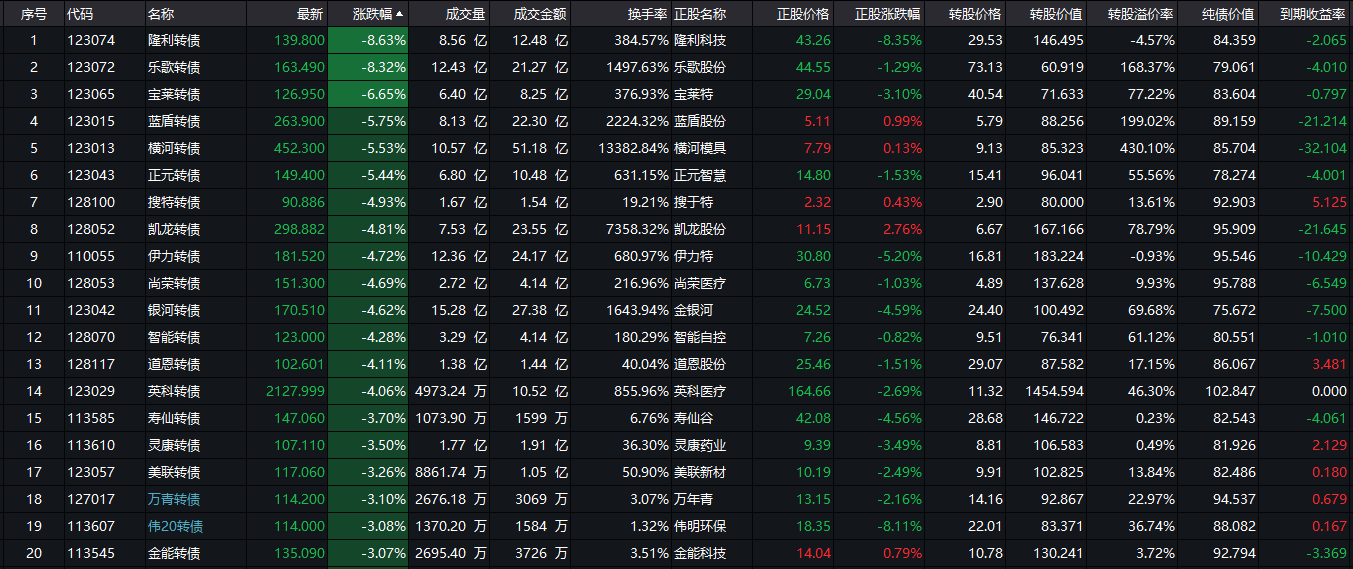 序号 代码 名称 最新 涨跌幅 成交量 成交金额 换手率 正股名称 正股价格 正股涨跌幅 转股价格 转股价值 转股溢价率 纯债价值 到期收益率
1 123074 隆利转债 139.800 -8.63% 8.56 亿 12.48 亿 384.57% 隆利科技 43.26 -8.35% 29.53 146.495 -4.57% 84.359 -2.065
2 123072 乐歌转债 163.490 -8.32% 12.43 亿 21.27 亿 1497.63% 乐歌股份 44.55 -1.29% 73.13 60.919 168.37% 79.061 -4.010
3 123065 宝莱转债 126.950 -6.65% 6.40 亿 8.25 亿 376.93% 宝莱特 29.04 -3.10% 40.54 71.633 77.22% 83.604 -0.797
4 123015 蓝盾转债 263.900 -5.75% 8.13 亿 22.30 亿 2224.32% 蓝盾股份 5.11 0.99% 5.79 88.256 199.02% 89.159 -21.214
5 123013 横河转债 452.300 -5.53% 10.57 亿 51.18 亿 13382.84% 横河模具 7.79 0.13% 9.13 85.323 430.10% 85.704 -32.104
6 123043 正元转债 149.400 -5.44% 6.80 亿 10.48 亿 631.15% 正元智慧 14.80 -1.53% 15.41 96.041 55.56% 78.274 -4.001
7 128100 搜特转债 90.886 -4.93% 1.67 亿 1.54 亿 19.21% 搜于特 2.32 0.43% 2.90 80.000 13.61% 92.903 5.125
8 128052 凯龙转债 298.882 -4.81% 7.53 亿 23.55 亿 7358.32% 凯龙股份 11.15 2.76% 6.67 167.166 78.79% 95.909 -21.645
9 110055 伊力转债 181.520 -4.72% 12.36 亿 24.17 亿 680.97% 伊力特 30.80 -5.20% 16.81 183.224 -0.93% 95.546 -10.429
10 128053 尚荣转债 151.300 -4.69% 2.72 亿 4.14 亿 216.96% 尚荣医疗 6.73 -1.03% 4.89 137.628 9.93% 95.788 -6.549
11 123042 银河转债 170.510 -4.62% 15.28 亿 27.38 亿 1643.94% 金银河 24.52 -4.59% 24.40 100.492 69.68% 75.672 -7.500
12 128070 智能转债 123.000 -4.28% 3.29 亿 4.14 亿 180.29% 智能自控 7.26 -0.82% 9.51 76.341 61.12% 80.551 -1.010
13 128117 道恩转债 102.601 -4.11% 1.38 亿 1.44 亿 40.04% 道恩股份 25.46 -1.51% 29.07 87.582 17.15% 86.067 3.481
14 123029 英科转债 2127.999 -4.06% 4973.24 万 10.52 亿 855.96% 英科医疗 164.66 -2.69% 11.32 1454.594 46.30% 102.847 0.000
15 113585 寿仙转债 147.060 -3.70% 1073.90 万 1599 万 6.76% 寿仙谷 42.08 -4.56% 28.68 146.722 0.23% 82.543 -4.061
16 113610 灵康转债 107.110 -3.50% 1.77 亿 1.91 亿 36.30% 灵康药业 9.39 -3.49% 8.81 106.583 0.49% 81.926 2.129
17 123057 美联转债 117.060 -3.26% 8861.74 万 1.05 亿 50.90% 美联新材 10.19 -2.49% 9.91 102.825 13.84% 82.486 0.180
18 127017 万青转债 114.200 -3.10% 2676.18 万 3069 万 3.07% 万年青 13.15 -2.16% 14.16 92.867 22.97% 94.537 0.679
19 113607 伟20转债 114.000 -3.08% 1370.20 万 1584 万 1.32% 伟明环保 18.35 -8.11% 22.01 83.371 36.74% 88.082 0.167
20 113545 金能转债 135.090 -3.07% 2695.40 万 3726 万 3.51% 金能科技 14.04 0.79% 10.78 130.241 3.72% 92.794 -3.369